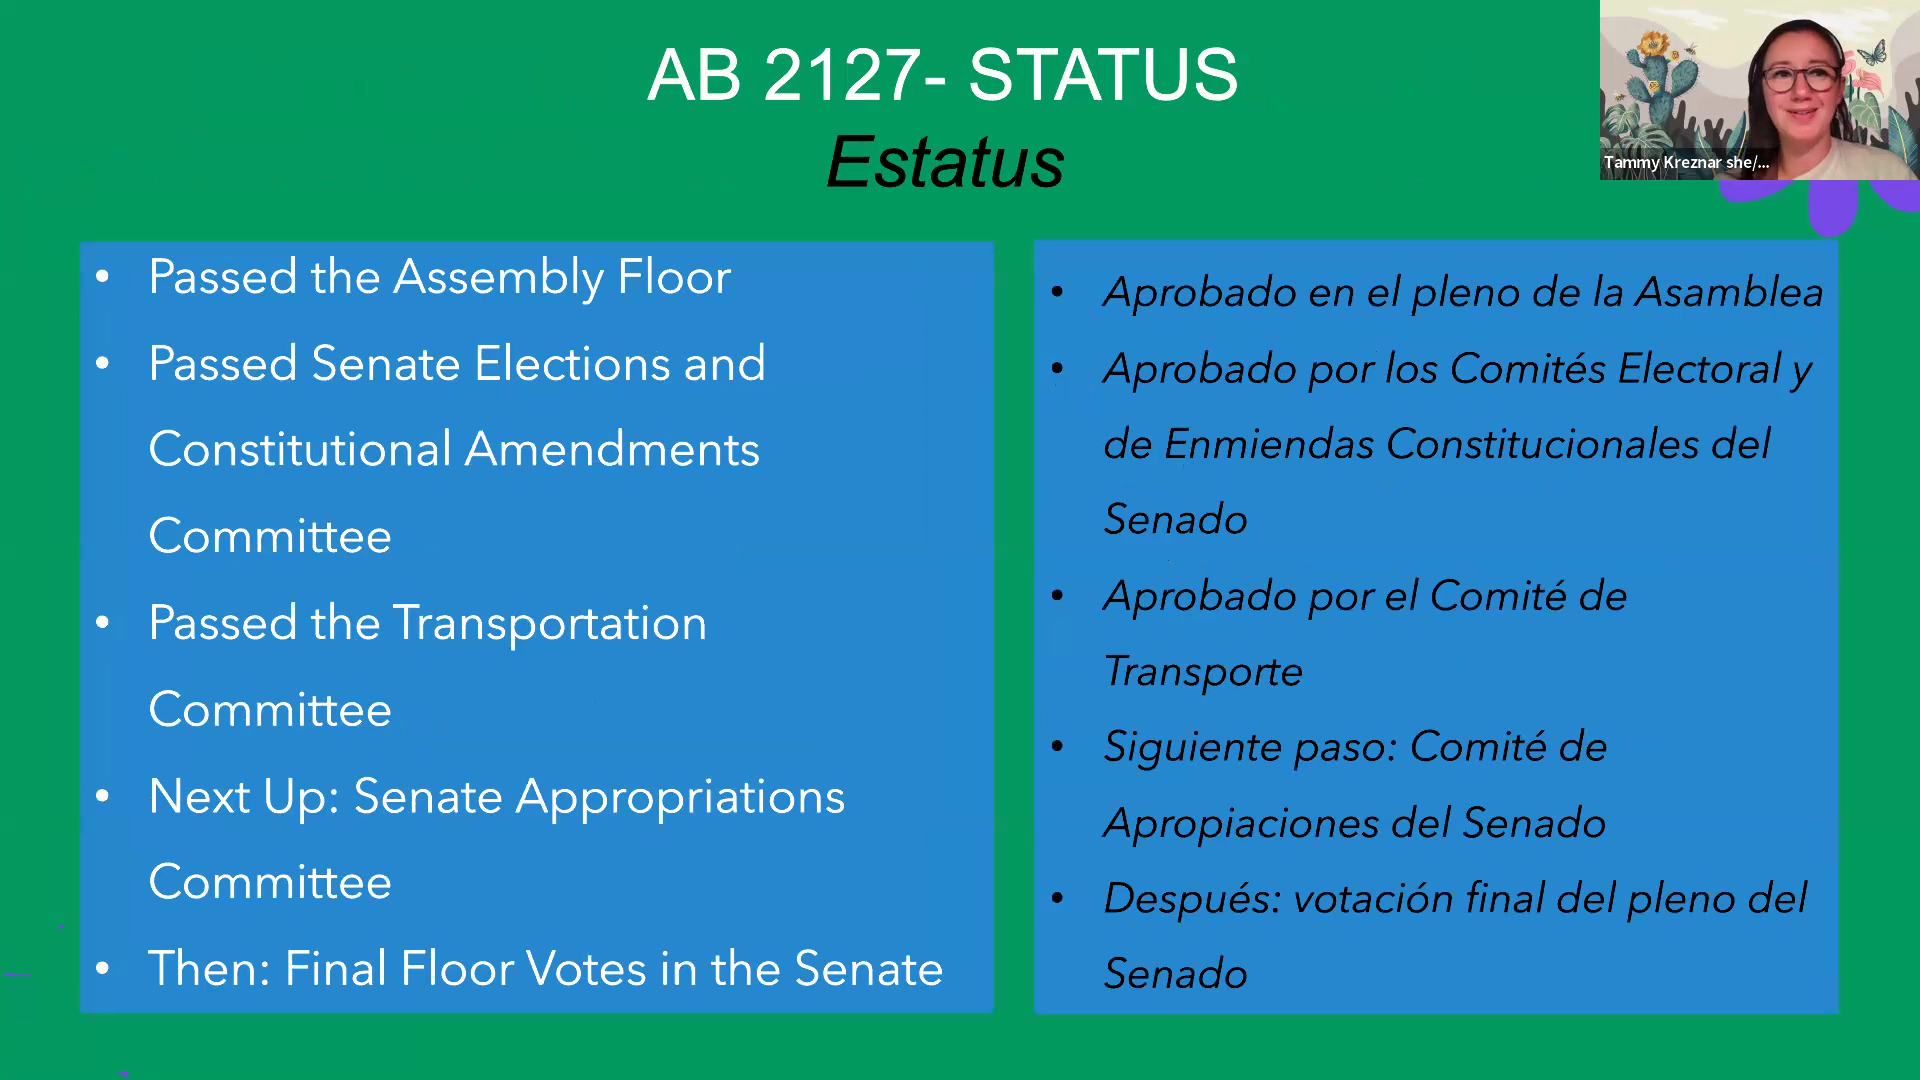 AB 2127- STATUS
Estatus
Tammy Kreznar she/...
• Passed the Assembly Floor
• Passed Senate Elections and
Constitutional Amendments
Committee
• Passed the Transportation
Committee
• Next Up: Senate Appropriations
Committee
• Then: Final Floor Votes in the Senate
• Aprobado en el pleno de la Asamblea
• Aprobado por los Comités Electoral y
de Enmiendas Constitucionales del
Senado
• Aprobado por el Comité de
Transporte
• Siguiente paso: Comité de
Apropiaciones del Senado
• Después: votación final del pleno del
Senado